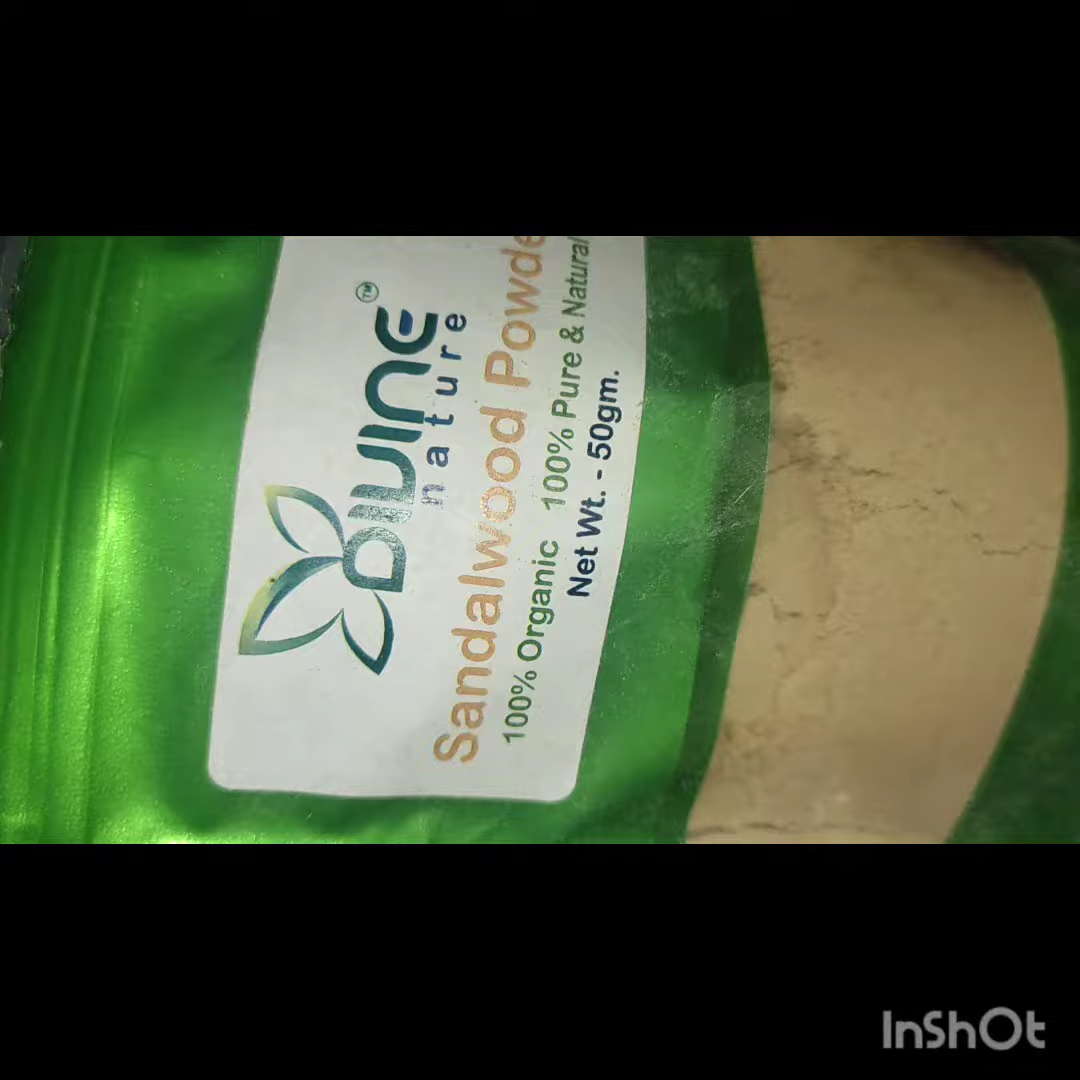 DIVINE™
nature
Sandalwood Powde
100% Organic 100% Pure & Natural
Net Wt. - 50gm.
InShOt